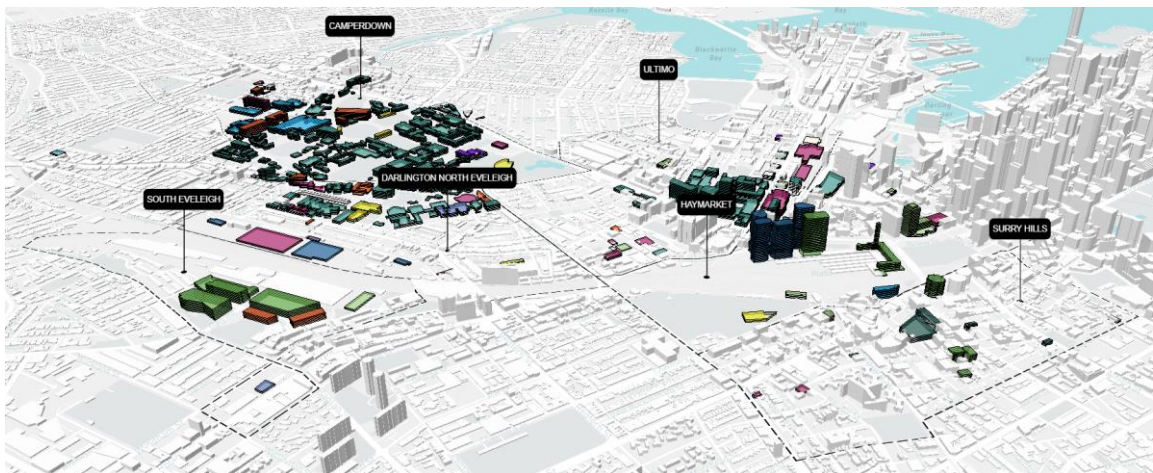 CAMPERDOWN
ULTIMO
DARLINGTON NORTH EVELEIGH
SOUTH EVELEIGH
HAYMARKET
SURRY HILLS
Blackwattle
Bay